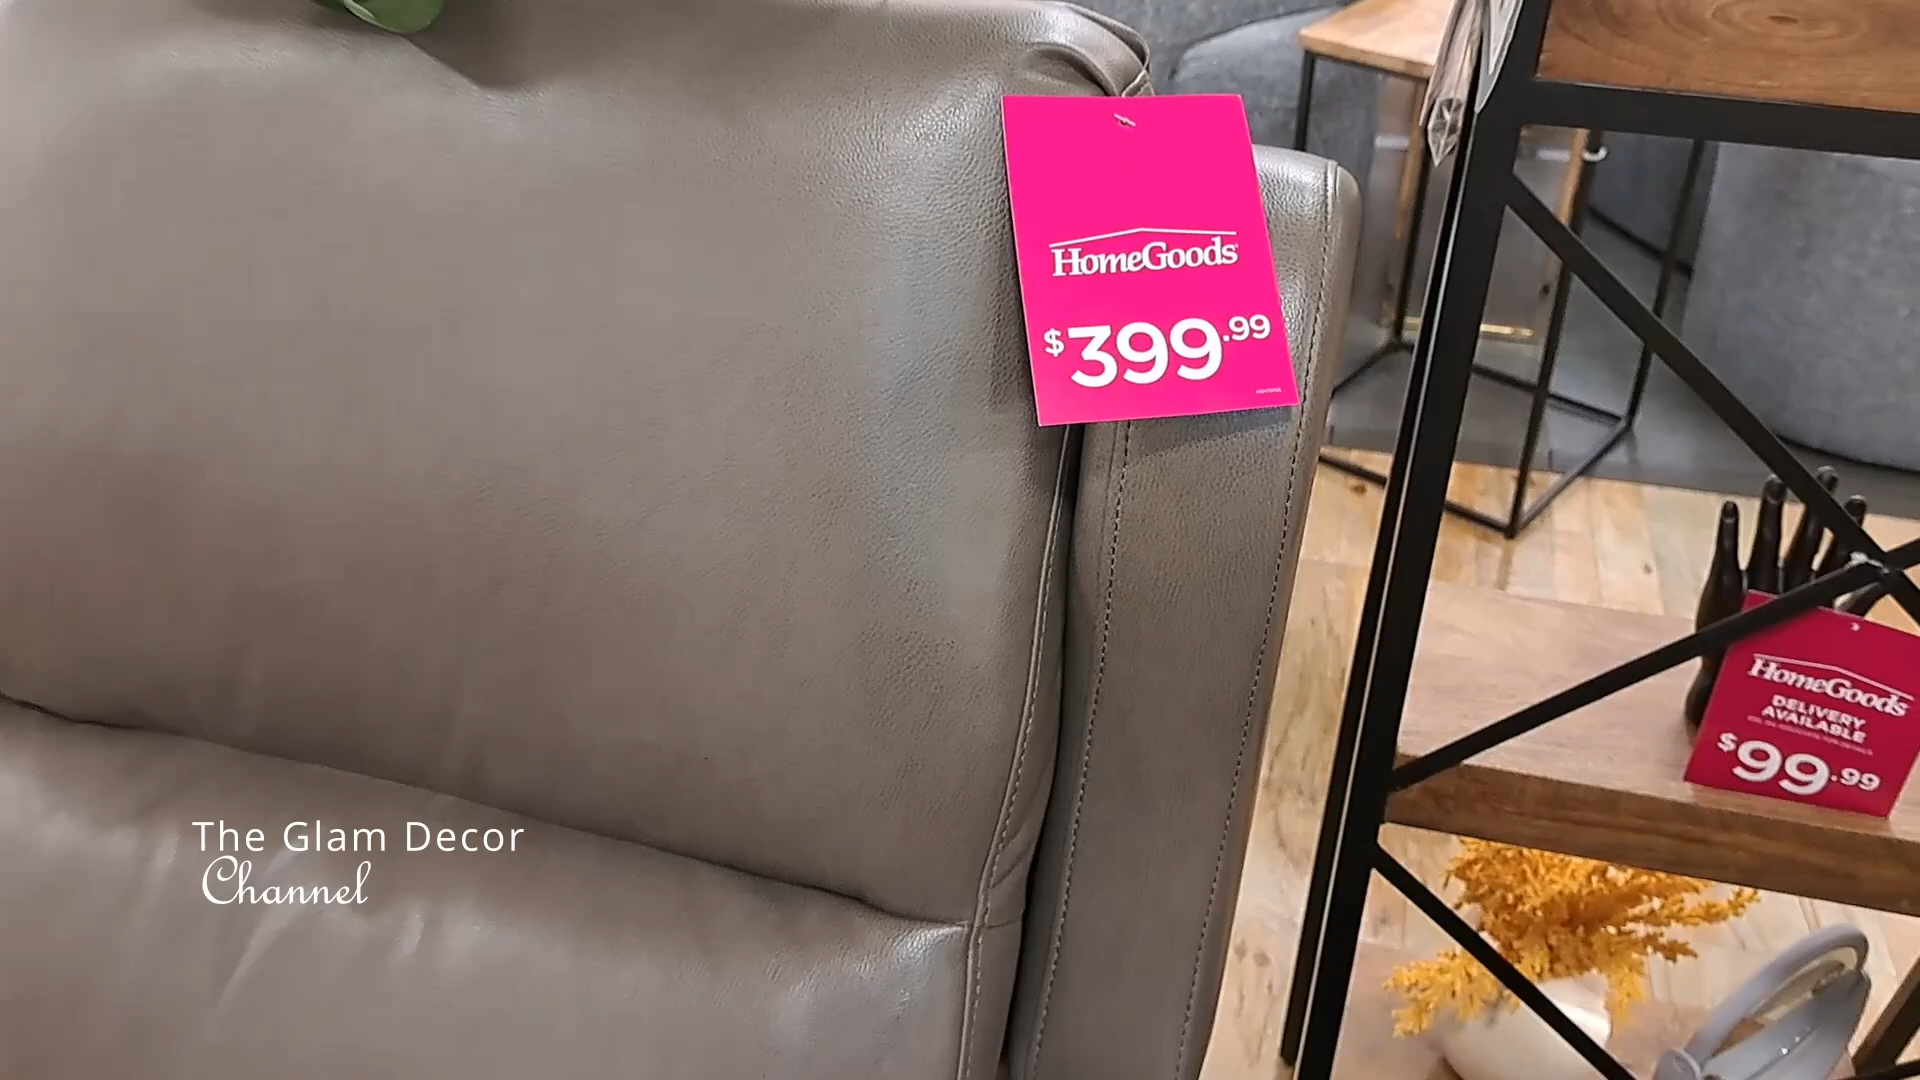 HomeGoods
$399.99
HomeGoods
DELIVERY
AVAILABLE
$99.99
The Glam Decor
Channel